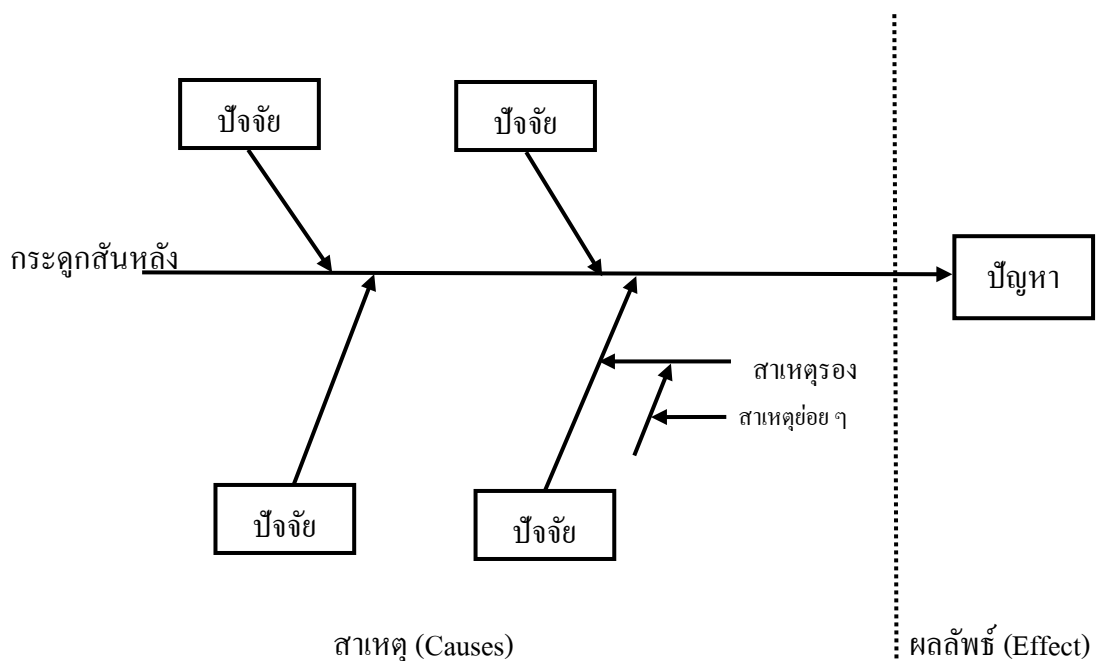 ปัจจัย
ปัจจัย
กระดูกสันหลัง
ปัญหา
สาเหตุรอง
สาเหตุย่อย ๆ
ปัจจัย
ปัจจัย
สาเหตุ (Causes)
ผลลัพธ์ (Effect)